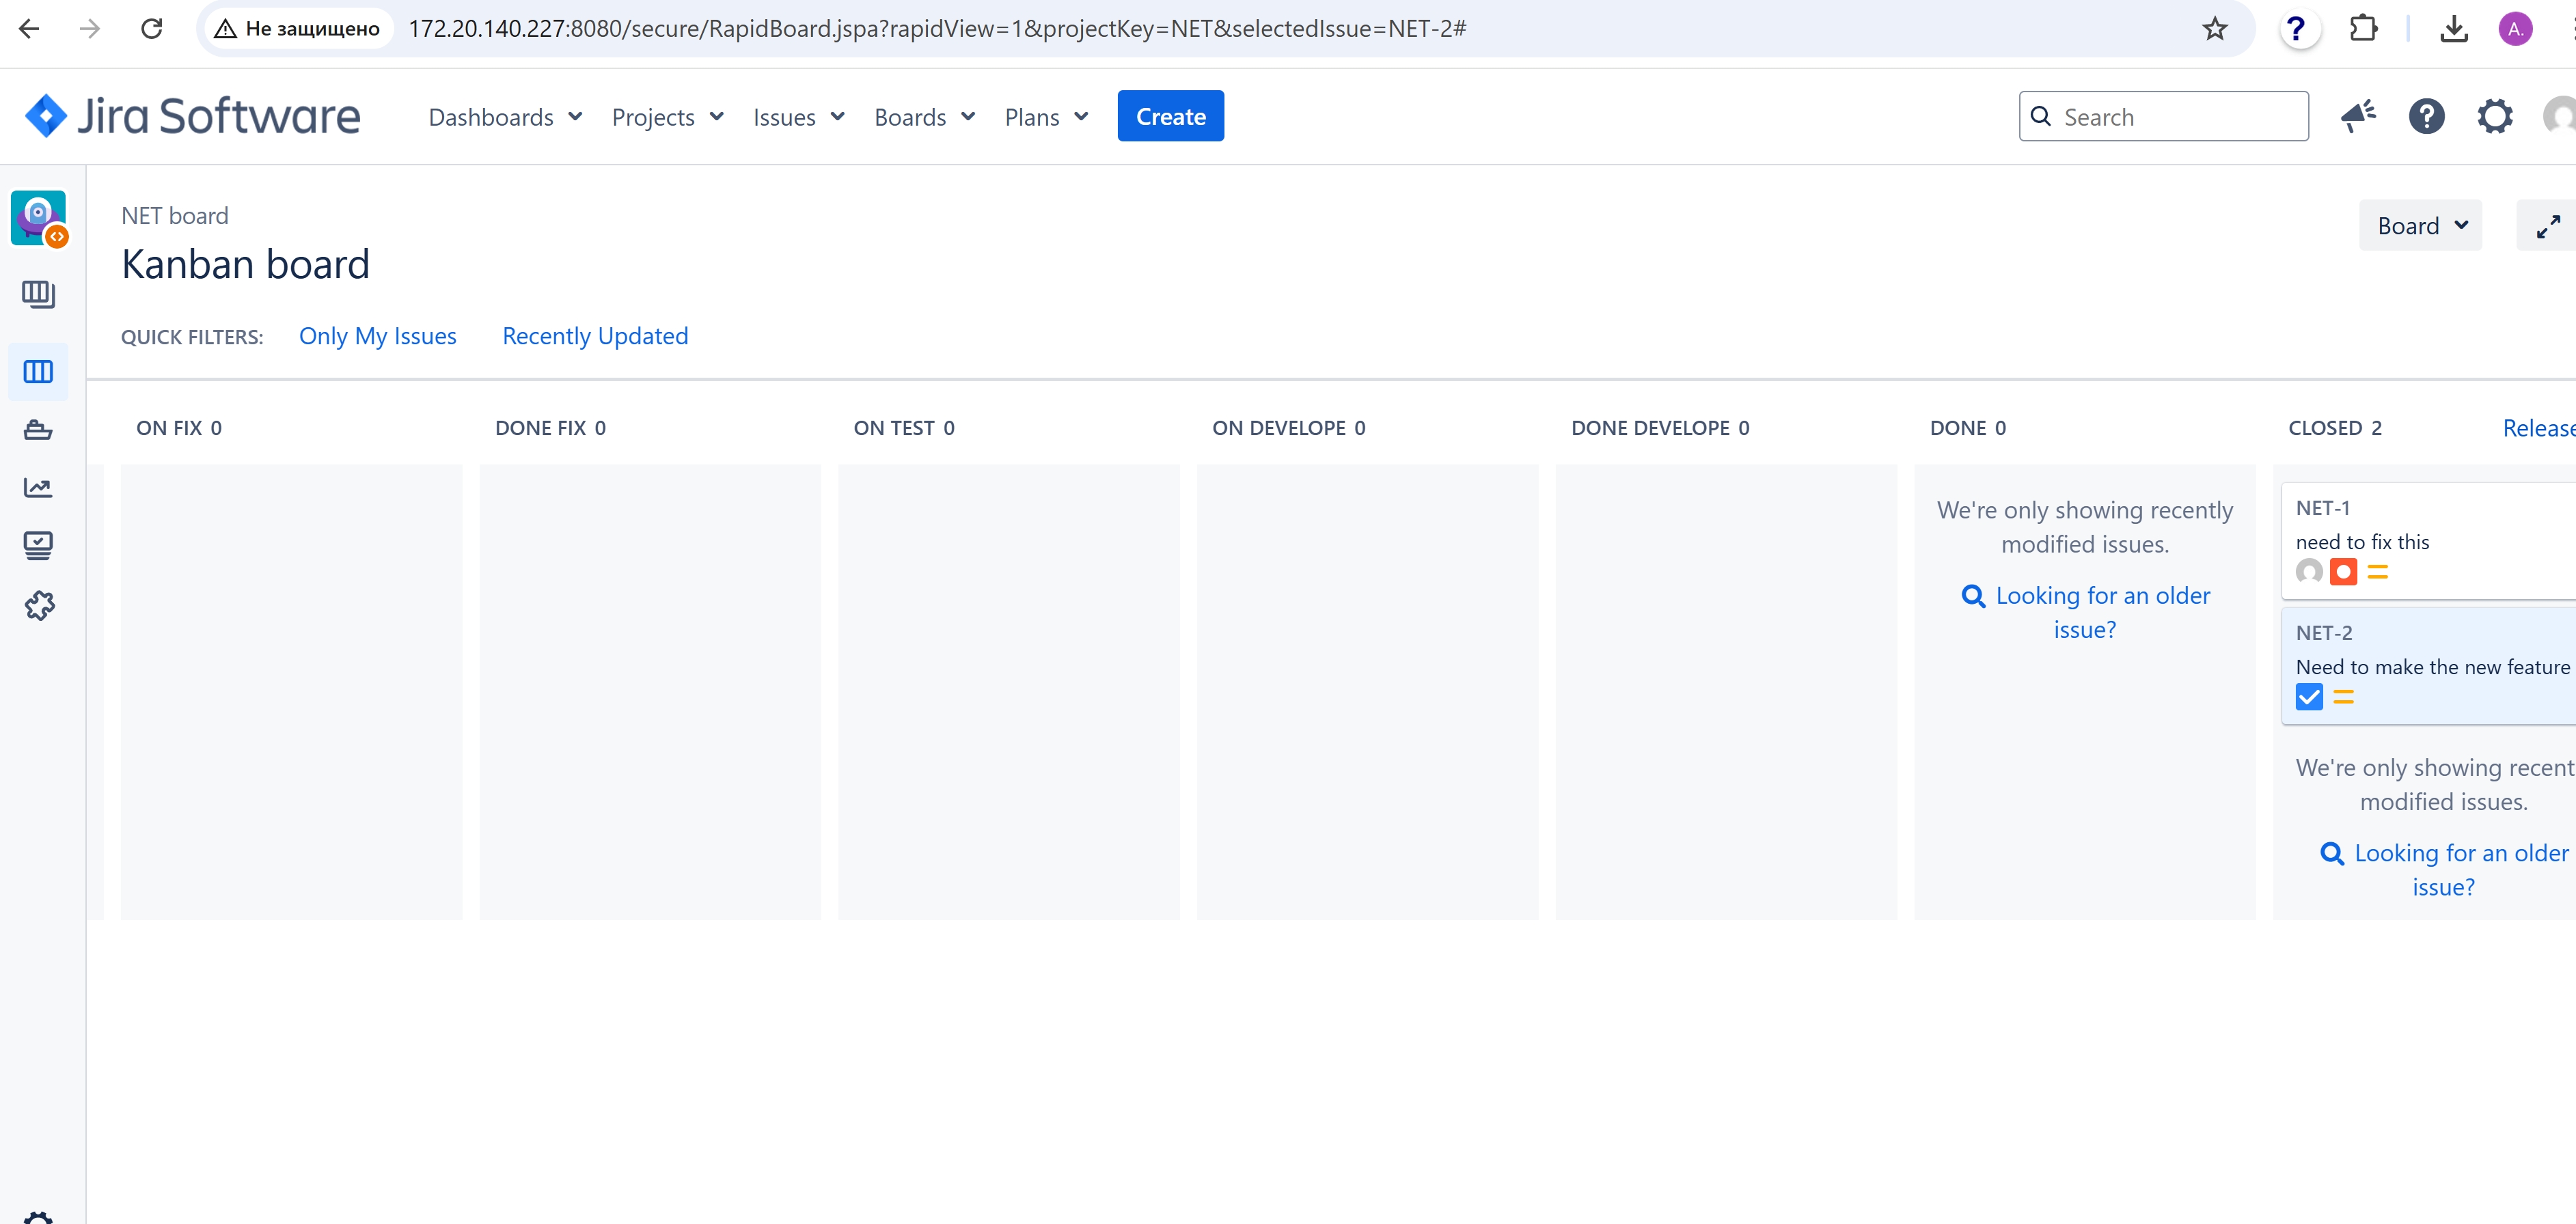 Не защищено 172.20.140.227:8080/secure/RapidBoard.jspa?rapidView=1&projectKey=NET&selectedIssue=NET-2#
? A.
Jira Software Dashboards Projects Issues Boards Plans Create Search
NET board
Kanban board
Board
QUICK FILTERS: Only My Issues Recently Updated
ON FIX 0 DONE FIX 0 ON TEST 0 ON DEVELOPE 0 DONE DEVELOPE 0 DONE 0 CLOSED 2 Release
We're only showing recently
modified issues.
Looking for an older
issue?
NET-1
need to fix this
NET-2
Need to make the new feature
We're only showing recent
modified issues.
Looking for an older
issue?